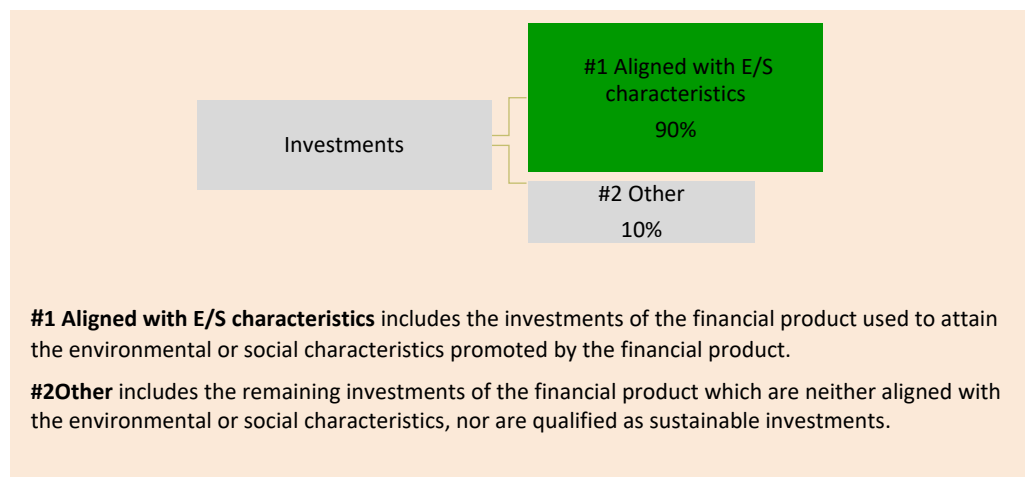 #1 Aligned with E/S
characteristics
90%
Investments
#2 Other
10%
#1 Aligned with E/S characteristics includes the investments of the financial product used to attain
the environmental or social characteristics promoted by the financial product.
#2Other includes the remaining investments of the financial product which are neither aligned with
the environmental or social characteristics, nor are qualified as sustainable investments.